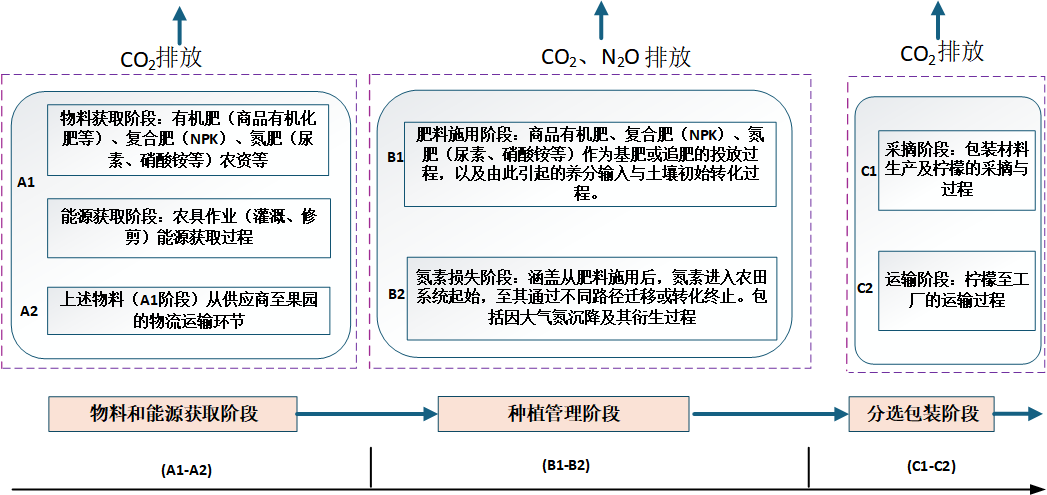 CO₂排放
CO₂、N₂O 排放
CO₂排放
A1
物料获取阶段：有机肥（商品有机化
肥等）、复合肥（NPK）、氮肥（尿
素、硝酸铵等）农资等
能源获取阶段：农具作业（灌溉、修
剪）能源获取过程
A2
上述物料（A1阶段）从供应商至果园
的物流运输环节
B1
肥料施用阶段：商品有机肥、复合肥（NPK）、氮
肥（尿素、硝酸铵等）作为基肥或追肥的投放过
程，以及由此引起的养分输入与土壤初始转化过
程。
B2
氮素损失阶段：涵盖从肥料施用后，氮素进入农田
系统起始，至其通过不同路径迁移或转化终止。包
括因大气氮沉降及其衍生过程
C1
采摘阶段：包装材料
生产及柠檬的采摘与
过程
C2
运输阶段：柠檬至工
厂的运输过程
物料和能源获取阶段
种植管理阶段
分选包装阶段
(A1-A2)
(B1-B2)
(C1-C2)